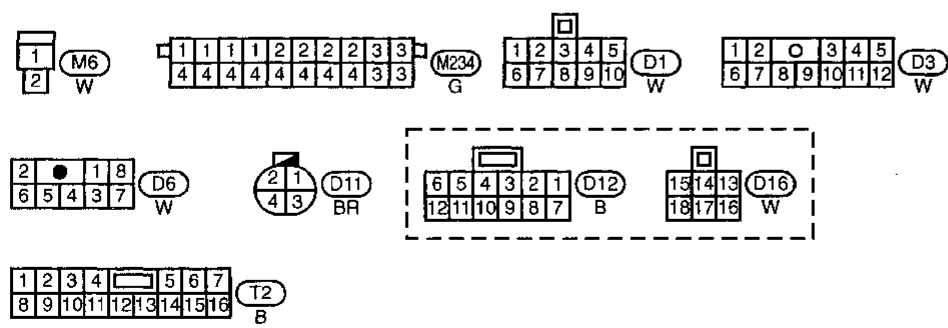 1 M6
2 W
1 1 1 1 2 2 2 2 3 3 M234
4 4 4 4 4 4 4 4 3 3 G
1 2 3 4 5 D1
6 7 8 9 10 W
1 2 3 4 5 D3
6 7 8 9 10 11 12 W
2 1 8 D6
6 5 4 3 7 W
2 1 D11
4 3 BR
6 5 4 3 2 1 D12
12 11 10 9 8 7 B
15 14 13 D16
18 17 16 W
1 2 3 4 5 6 7 T2
8 9 10 11 12 13 14 15 16 B